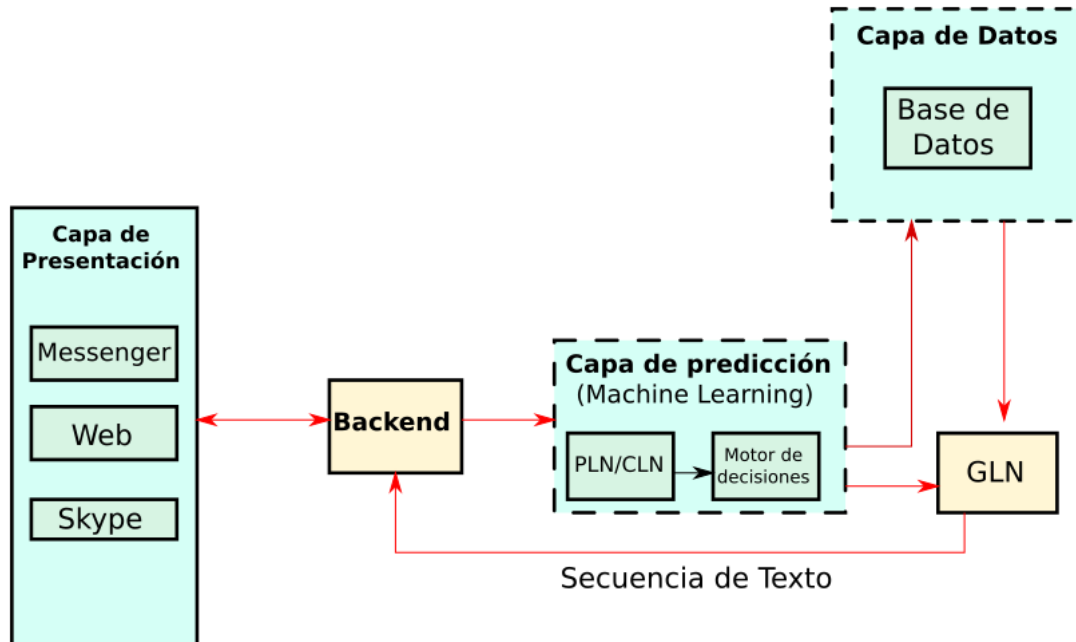 Capa de Datos
Base de
Datos
Capa de
Presentación
Messenger
Web
Skype
Backend
Capa de predicción
(Machine Learning)
PLN/CLN
Motor de
decisiones
GLN
Secuencia de Texto